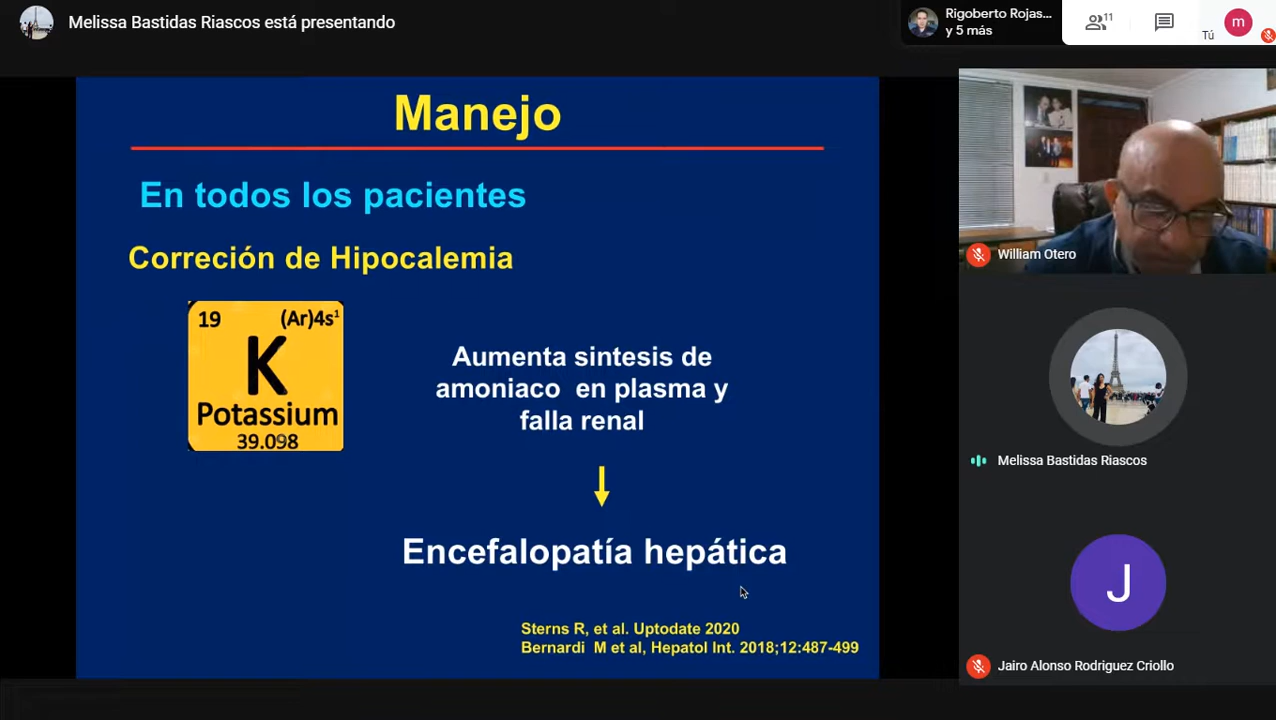 Melissa Bastidas Riascos está presentando
Rigoberto Rojas...
y 5 más
11
Tú
m
Manejo
En todos los pacientes
Correción de Hipocalemia
19 (Ar)4s¹
K
Potassium
39.098
Aumenta sintesis de
amoniaco en plasma y
falla renal
Encefalopatía hepática
Sterns R, et al. Uptodate 2020
Bernardi M et al, Hepatol Int. 2018;12:487-499
William Otero
Melissa Bastidas Riascos
J
Jairo Alonso Rodriguez Criollo